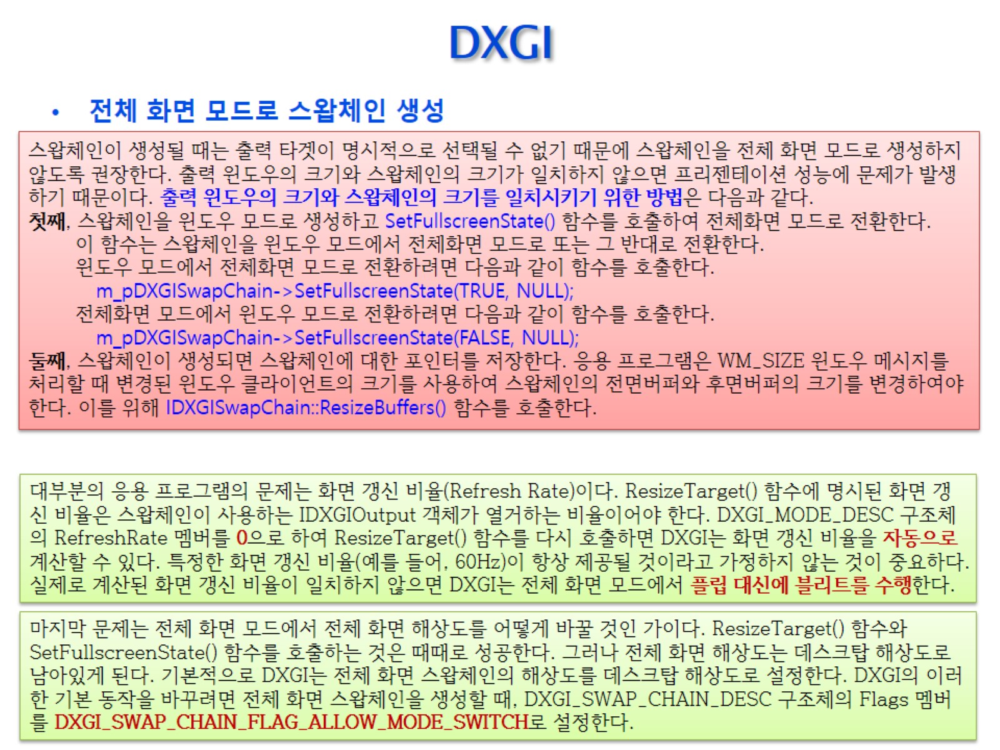 DXGI
• 전체 화면 모드로 스왑체인 생성
스왑체인이 생성될 때는 출력 타겟이 명시적으로 선택될 수 없기 때문에 스왑체인을 전체 화면 모드로 생성하지
않도록 권장한다. 출력 윈도우의 크기와 스왑체인의 크기가 일치하지 않으면 프리젠테이션 성능에 문제가 발생
하기 때문이다. 출력 윈도우의 크기와 스왑체인의 크기를 일치시키기 위한 방법은 다음과 같다.
첫째, 스왑체인을 윈도우 모드로 생성하고 SetFullscreenState() 함수를 호출하여 전체화면 모드로 전환한다.
이 함수는 스왑체인을 윈도우 모드에서 전체화면 모드로 또는 그 반대로 전환한다.
윈도우 모드에서 전체화면 모드로 전환하려면 다음과 같이 함수를 호출한다.
m_pDXGISwapChain->SetFullscreenState(TRUE, NULL);
전체화면 모드에서 윈도우 모드로 전환하려면 다음과 같이 함수를 호출한다.
m_pDXGISwapChain->SetFullscreenState(FALSE, NULL);
둘째, 스왑체인이 생성되면 스왑체인에 대한 포인터를 저장한다. 응용 프로그램은 WM_SIZE 윈도우 메시지를
처리할 때 변경된 윈도우 클라이언트의 크기를 사용하여 스왑체인의 전면버퍼와 후면버퍼의 크기를 변경하여야
한다. 이를 위해 IDXGISwapChain::ResizeBuffers() 함수를 호출한다.
대부분의 응용 프로그램의 문제는 화면 갱신 비율(Refresh Rate)이다. ResizeTarget() 함수에 명시된 화면 갱
신 비율은 스왑체인이 사용하는 IDXGIOutput 객체가 열거하는 비율이어야 한다. DXGI_MODE_DESC 구조체
의 RefreshRate 멤버를 0으로 하여 ResizeTarget() 함수를 다시 호출하면 DXGI는 화면 갱신 비율을 자동으로
계산할 수 있다. 특정한 화면 갱신 비율(예를 들어, 60Hz)이 항상 제공될 것이라고 가정하지 않는 것이 중요하다.
실제로 계산된 화면 갱신 비율이 일치하지 않으면 DXGI는 전체 화면 모드에서 플립 대신에 블리트를 수행한다.
마지막 문제는 전체 화면 모드에서 전체 화면 해상도를 어떻게 바꿀 것인 가이다. ResizeTarget() 함수와
SetFullscreenState() 함수를 호출하는 것은 때때로 성공한다. 그러나 전체 화면 해상도는 데스크탑 해상도로
남아있게 된다. 기본적으로 DXGI는 전체 화면 스왑체인의 해상도를 데스크탑 해상도로 설정한다. DXGI의 이러
한 기본 동작을 바꾸려면 전체 화면 스왑체인을 생성할 때, DXGI_SWAP_CHAIN_DESC 구조체의 Flags 멤버
를 DXGI_SWAP_CHAIN_FLAG_ALLOW_MODE_SWITCH로 설정한다.